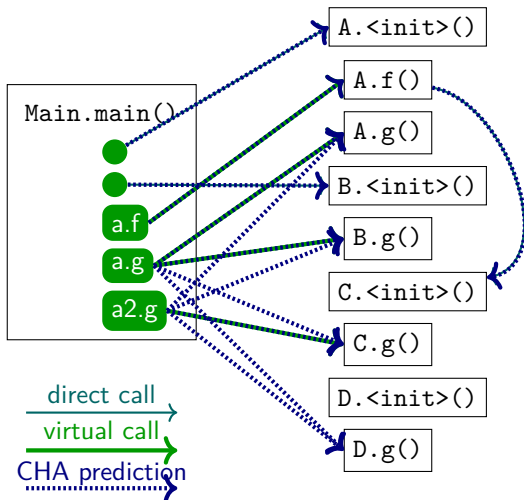 A.<init>()
A.f()
Main.main()
A.g()
B.<init>()
a.f
B.g()
a.g
C.<init>()
a2.g
C.g()
direct call
D.<init>()
virtual call
D.g()
CHA prediction